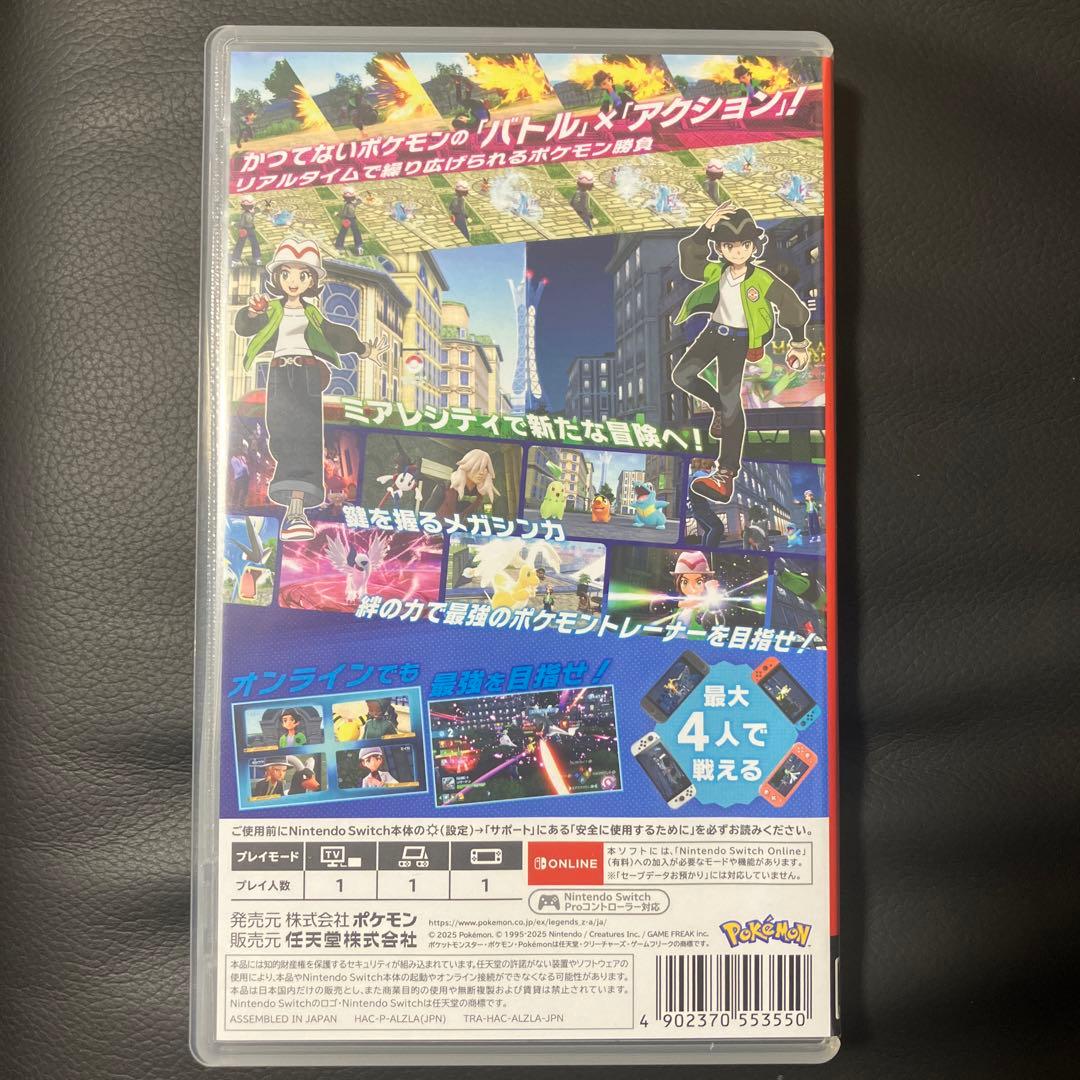 かつてないポケモンの『バトル』×『アクション』!
リアルタイムで繰り広げられるポケモン勝負
ミアレシティで新たな冒険へ!
鍵を握るメガシンカ
絆の力で最強のポケモントレーナーを目指せ!
オンラインでも 最強を目指せ!
最大
4人で
戦える
ご使用前にNintendo Switch本体の(設定)→「サポート」にある「安全に使用するために」を必ずお読みください。
プレイモード TV
プレイ人数 1 1 1
ONLINE
本ソフトには、「Nintendo Switch Online」
(有料)への加入が必要なモードや機能があります。
※「セーブデータお預かり」には対応していません。
Nintendo Switch
Proコントローラー対応
発売元 株式会社ポケモン
販売元 任天堂株式会社
https://www.pokemon.co.jp/ex/legends_z-a/ja/
© 2025 Pokémon. © 1995-2025 Nintendo / Creatures Inc. / GAME FREAK inc.
ポケットモンスター・ポケモン・Pokémonは任天堂・クリーチャーズ・ゲームフリークの商標です。
POKéMON
本品には知的財産権を保護するセキュリティが組み込まれています。任天堂の許諾がない装置やソフトウェアの
使用により、本品やNintendo Switch本体の起動やオンライン接続ができなくなる可能性があります。
本品は日本国内だけの販売とし、また商業目的の使用や無断複製および賃貸は禁止されています。
Nintendo Switchのロゴ・Nintendo Switchは任天堂の商標です。
ASSEMBLED IN JAPAN HAC-P-ALZLA(JPN) TRA-HAC-ALZLA-JPN
4 902370 553550